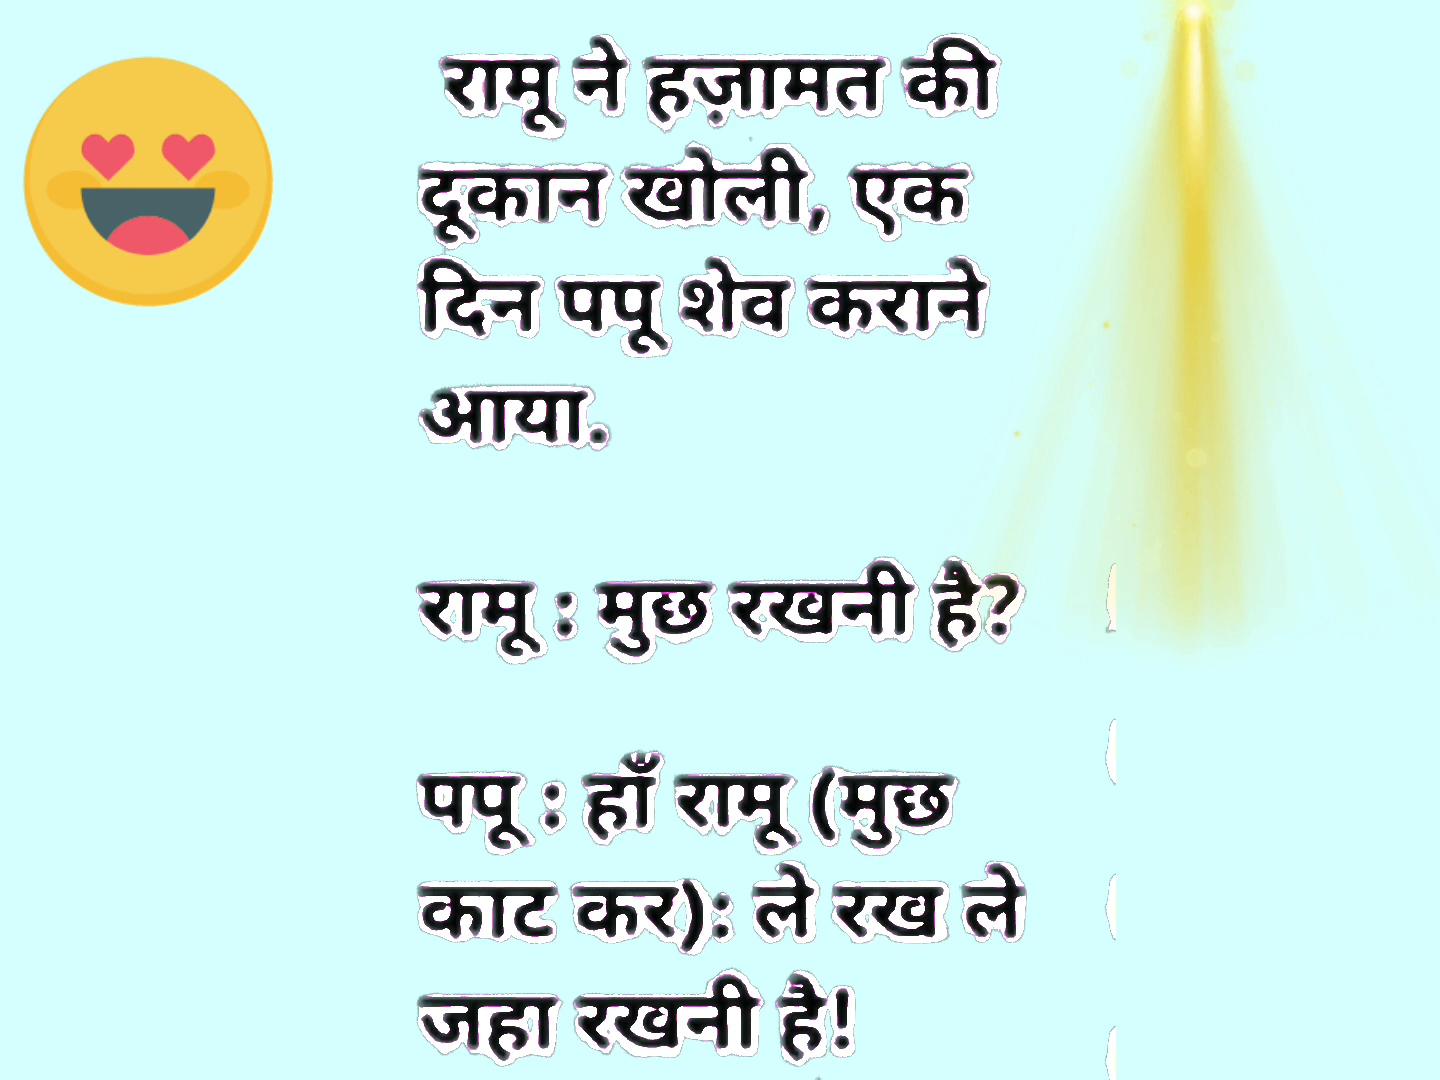 रामू ने हज़ामत की
दूकान खोली, एक
दिन पपू शेव कराने
आया.
रामू : मुछ रखनी है?
पपू : हाँ रामू (मुछ
काट कर): ले रख ले
जहा रखनी है!